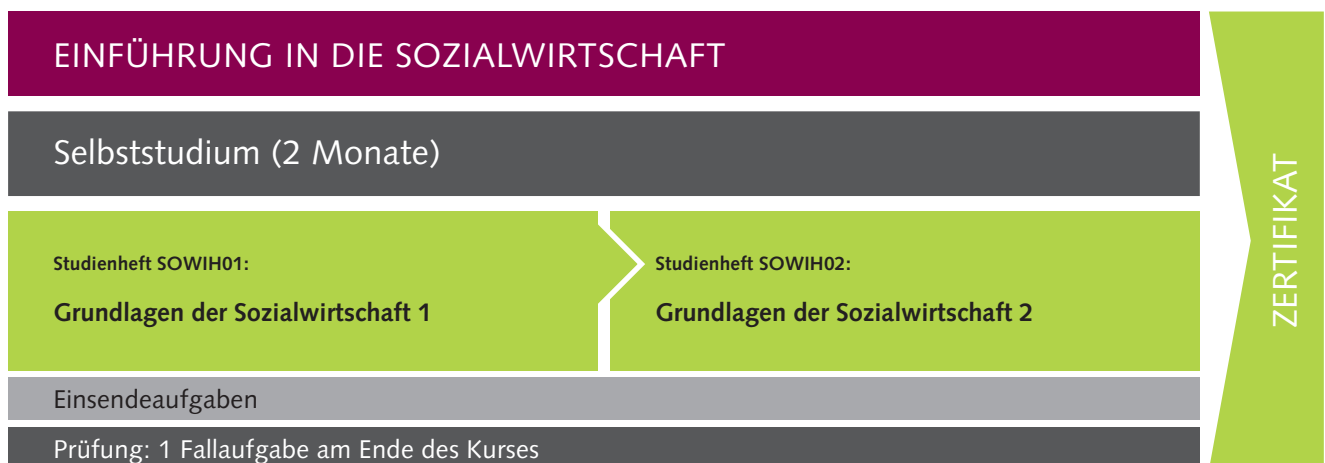 EINFÜHRUNG IN DIE SOZIALWIRTSCHAFT
Selbststudium (2 Monate)
Studienheft SOWIH01:
Grundlagen der Sozialwirtschaft 1
Studienheft SOWIH02:
Grundlagen der Sozialwirtschaft 2
Einsendeaufgaben
Prüfung: 1 Fallaufgabe am Ende des Kurses
ZERTIFIKAT